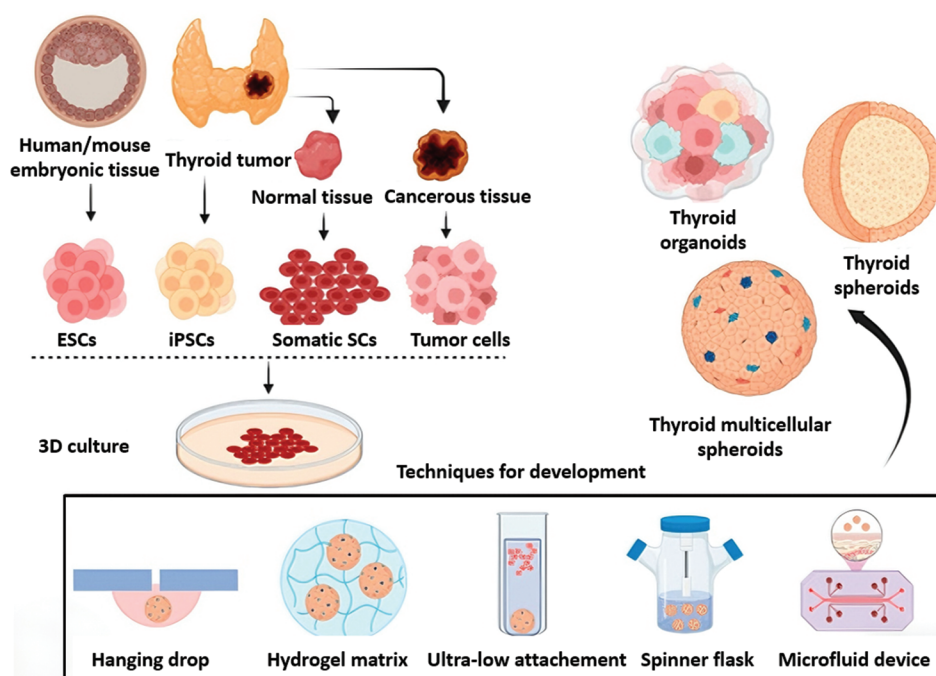 Human/mouse
embryonic tissue
Thyroid tumor
Normal tissue
Cancerous tissue
ESCs
iPSCs
Somatic SCs
Tumor cells
Thyroid
organoids
Thyroid
spheroids
Thyroid multicellular
spheroids
3D culture
Techniques for development
Hanging drop
Hydrogel matrix
Ultra-low attachement
Spinner flask
Microfluid device